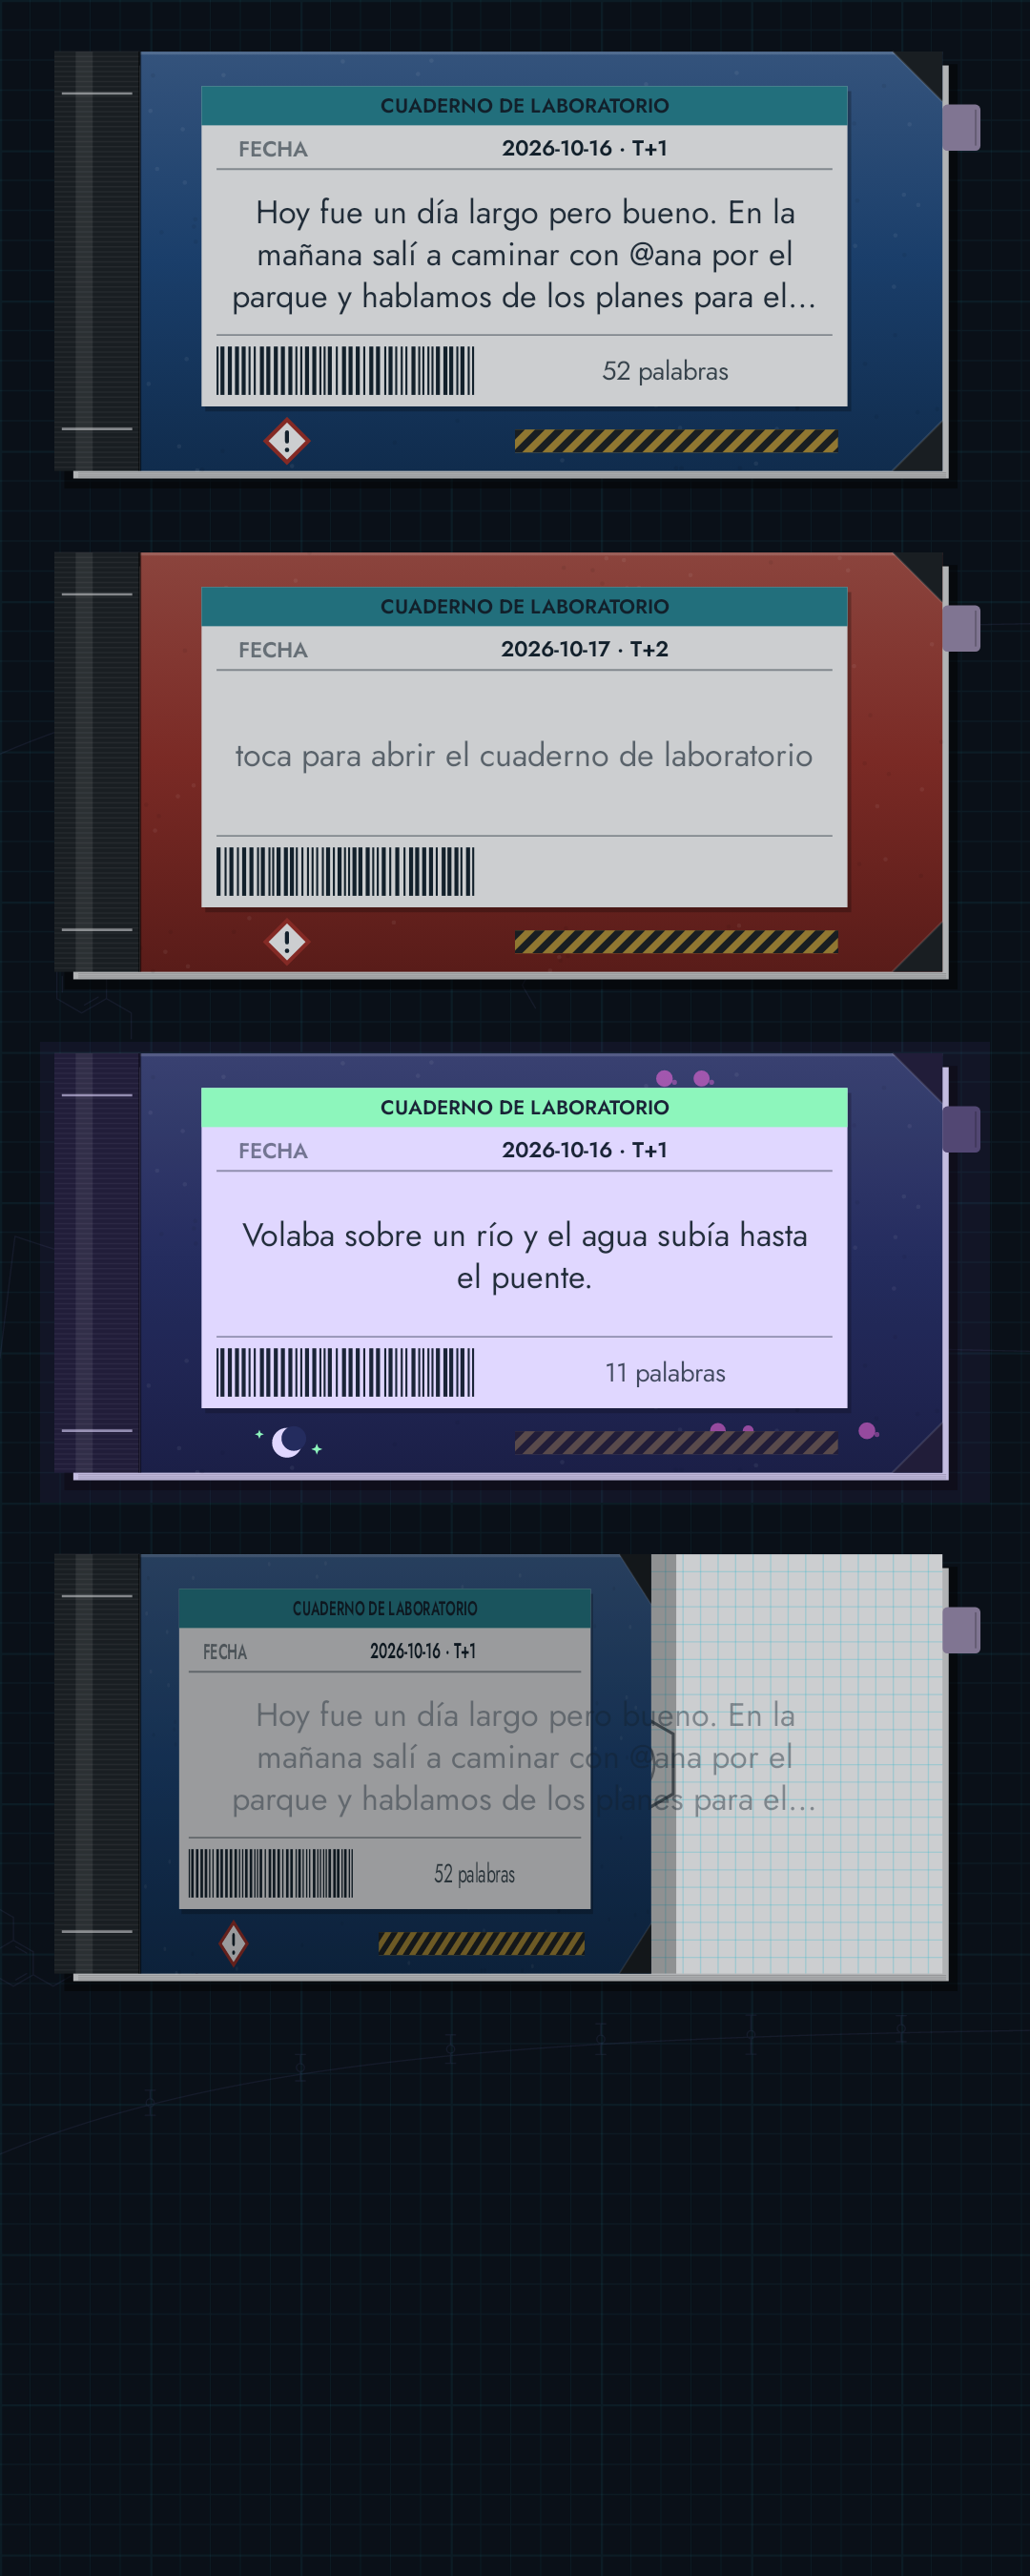 CUADERNO DE LABORATORIO
FECHA 2026-10-16 · T+1
Hoy fue un día largo pero bueno. En la
mañana salí a caminar con @ana por el
parque y hablamos de los planes para el...
52 palabras
!
CUADERNO DE LABORATORIO
FECHA 2026-10-17 · T+2
toca para abrir el cuaderno de laboratorio
!
CUADERNO DE LABORATORIO
FECHA 2026-10-16 · T+1
Volaba sobre un río y el agua subía hasta
el puente.
11 palabras
CUADERNO DE LABORATORIO
FECHA 2026-10-16 · T+1
Hoy fue un día largo pero bueno. En la
mañana salí a caminar con @ana por el
parque y hablamos de los planes para el...
52 palabras
!